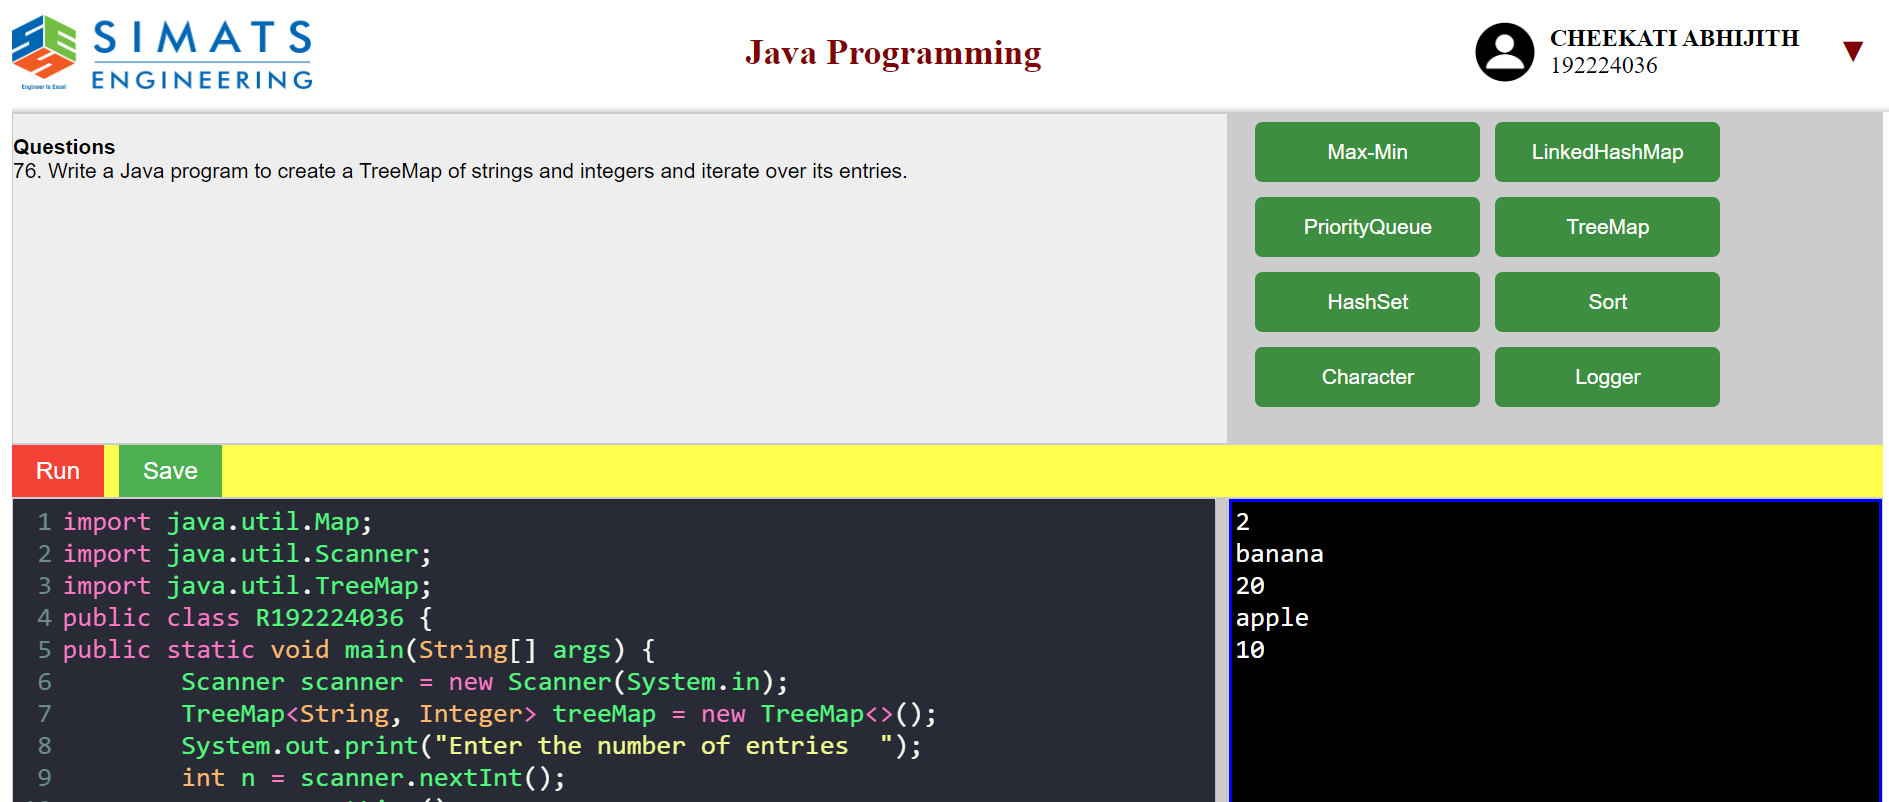 SIMATS
ENGINEERING
Engineer to Excel
Java Programming
CHEEKATI ABHIJITH
192224036
Questions
76. Write a Java program to create a TreeMap of strings and integers and iterate over its entries.
Max-Min
LinkedHashMap
PriorityQueue
TreeMap
HashSet
Sort
Character
Logger
Run
Save
1 import java.util.Map;
2 import java.util.Scanner;
3 import java.util.TreeMap;
4 public class R192224036 {
5 public static void main(String[] args) {
6 Scanner scanner = new Scanner(System.in);
7 TreeMap<String, Integer> treeMap = new TreeMap<>();
8 System.out.print("Enter the number of entries  ");
9 int n = scanner.nextInt();
2
banana
20
apple
10